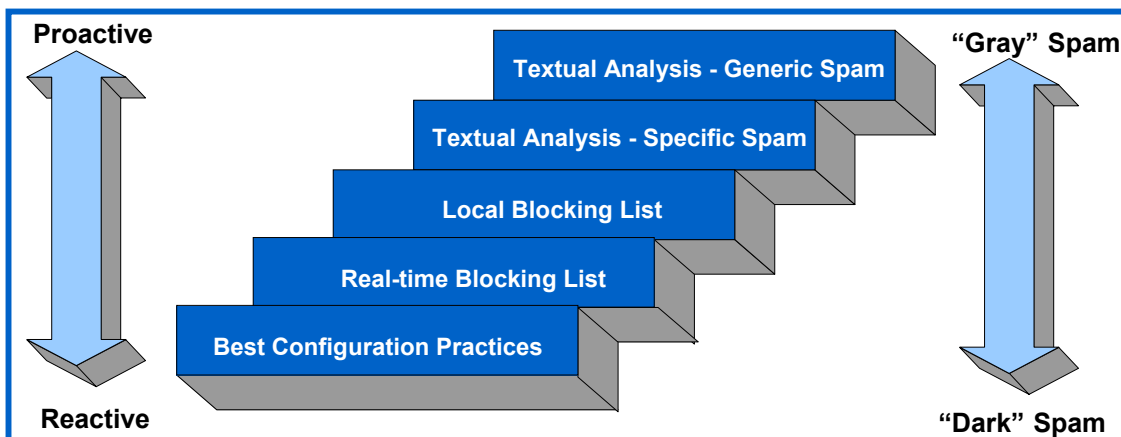 Proactive
"Gray" Spam
Textual Analysis - Generic Spam
Textual Analysis - Specific Spam
Local Blocking List
Real-time Blocking List
Best Configuration Practices
Reactive
"Dark" Spam